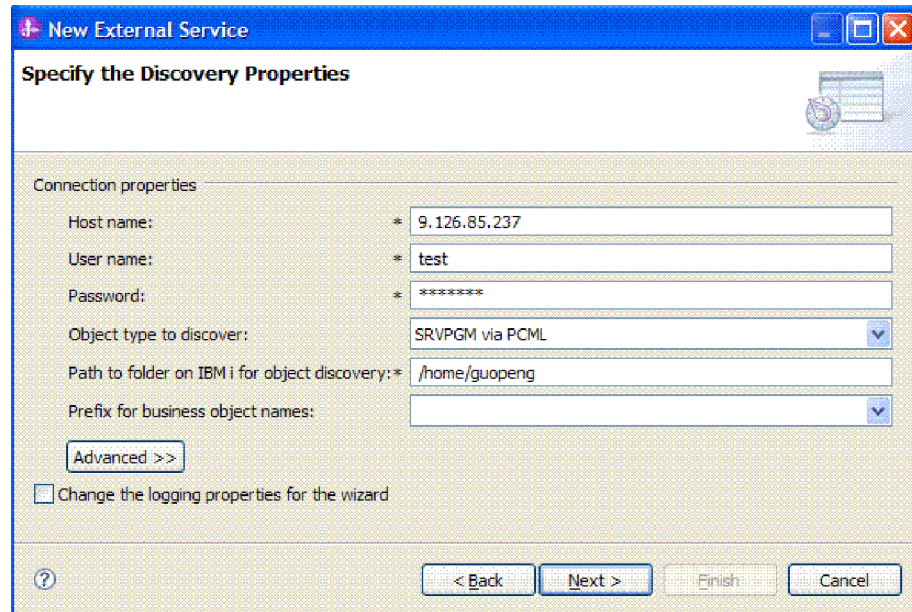 New External Service
Specify the Discovery Properties
Connection properties
Host name: * 9.126.85.237
User name: * test
Password: * *******
Object type to discover: SRVPGM via PCML
Path to folder on IBM i for object discovery:* /home/guopeng
Prefix for business object names:
Advanced >>
Change the logging properties for the wizard
? < Back Next > Finish Cancel